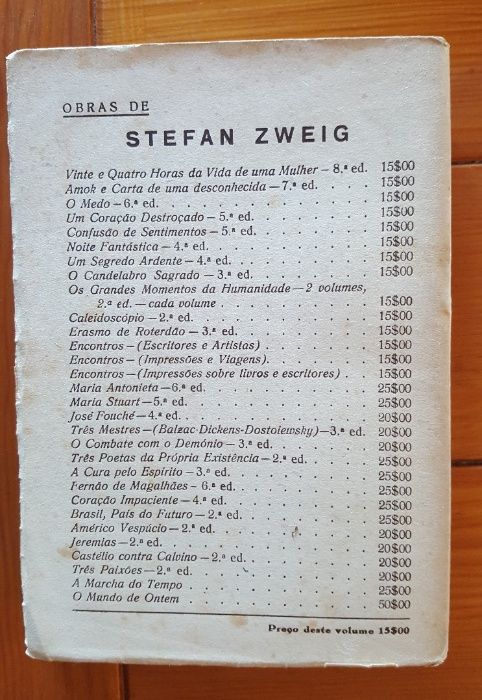 OBRAS DE
STEFAN ZWEIG
Vinte e Quatro Horas da Vida de uma Mulher — 8.ª ed. 15$00
Amok e Carta de uma desconhecida — 7.ª ed. . . . 15$00
O Medo — 6.ª ed. . . . . . . . . . . . . 15$00
Um Coração Destroçado — 5.ª ed. . . . . . . . 15$00
Confusão de Sentimentos — 5.ª ed. . . . . . . . 15$00
Noite Fantástica — 4.ª ed. . . . . . . . . . 15$00
Um Segredo Ardente — 4.ª ed. . . . . . . . . 15$00
O Candelabro Sagrado — 3.ª ed. . . . . . . . . 15$00
Os Grandes Momentos da Humanidade — 2 volumes,
2.ª ed. — cada volume . . . . . . . . . . 15$00
Caleidoscópio — 2.ª ed. . . . . . . . . . . 15$00
Erasmo de Roterdão — 3.ª ed. . . . . . . . . 15$00
Encontros — (Escritores e Artistas) . . . . . . . 15$00
Encontros — (Impressões e Viagens). . . . . . . 15$00
Encontros — (Impressões sobre livros e escritores) . . . 15$00
Maria Antonieta — 6.ª ed. . . . . . . . . . . 25$00
Maria Stuart — 5.ª ed. . . . . . . . . . . . 25$00
José Fouché — 4.ª ed. . . . . . . . . . . . 20$00
Três Mestres — (Balzac-Dickens-Dostoiewsky) — 3.ª ed. 20$00
O Combate com o Demónio — 3.ª ed. . . . . . . 20$00
Três Poetas da Própria Existência — 2.ª ed. . . . . 25$00
A Cura pelo Espírito — 3.ª ed. . . . . . . . . 25$00
Fernão de Magalhães - 6.ª ed. . . . . . . . . 25$00
Coração Impaciente — 4.ª ed. . . . . . . . . 25$00
Brasil, País do Futuro — 2.ª ed. . . . . . . . . 25$00
Américo Vespúcio — 2.ª ed. . . . . . . . . . 20$00
Jeremias — 2.ª ed. . . . . . . . . . . . . 20$00
Castélio contra Calvino — 2.ª ed. . . . . . . . 20$00
Três Paixões — 2.ª ed. . . . . . . . . . . . 20$00
A Marcha do Tempo . . . . . . . . . . . 25$00
O Mundo de Ontem . . . . . . . . . . . 50$00
Preço deste volume 15$00